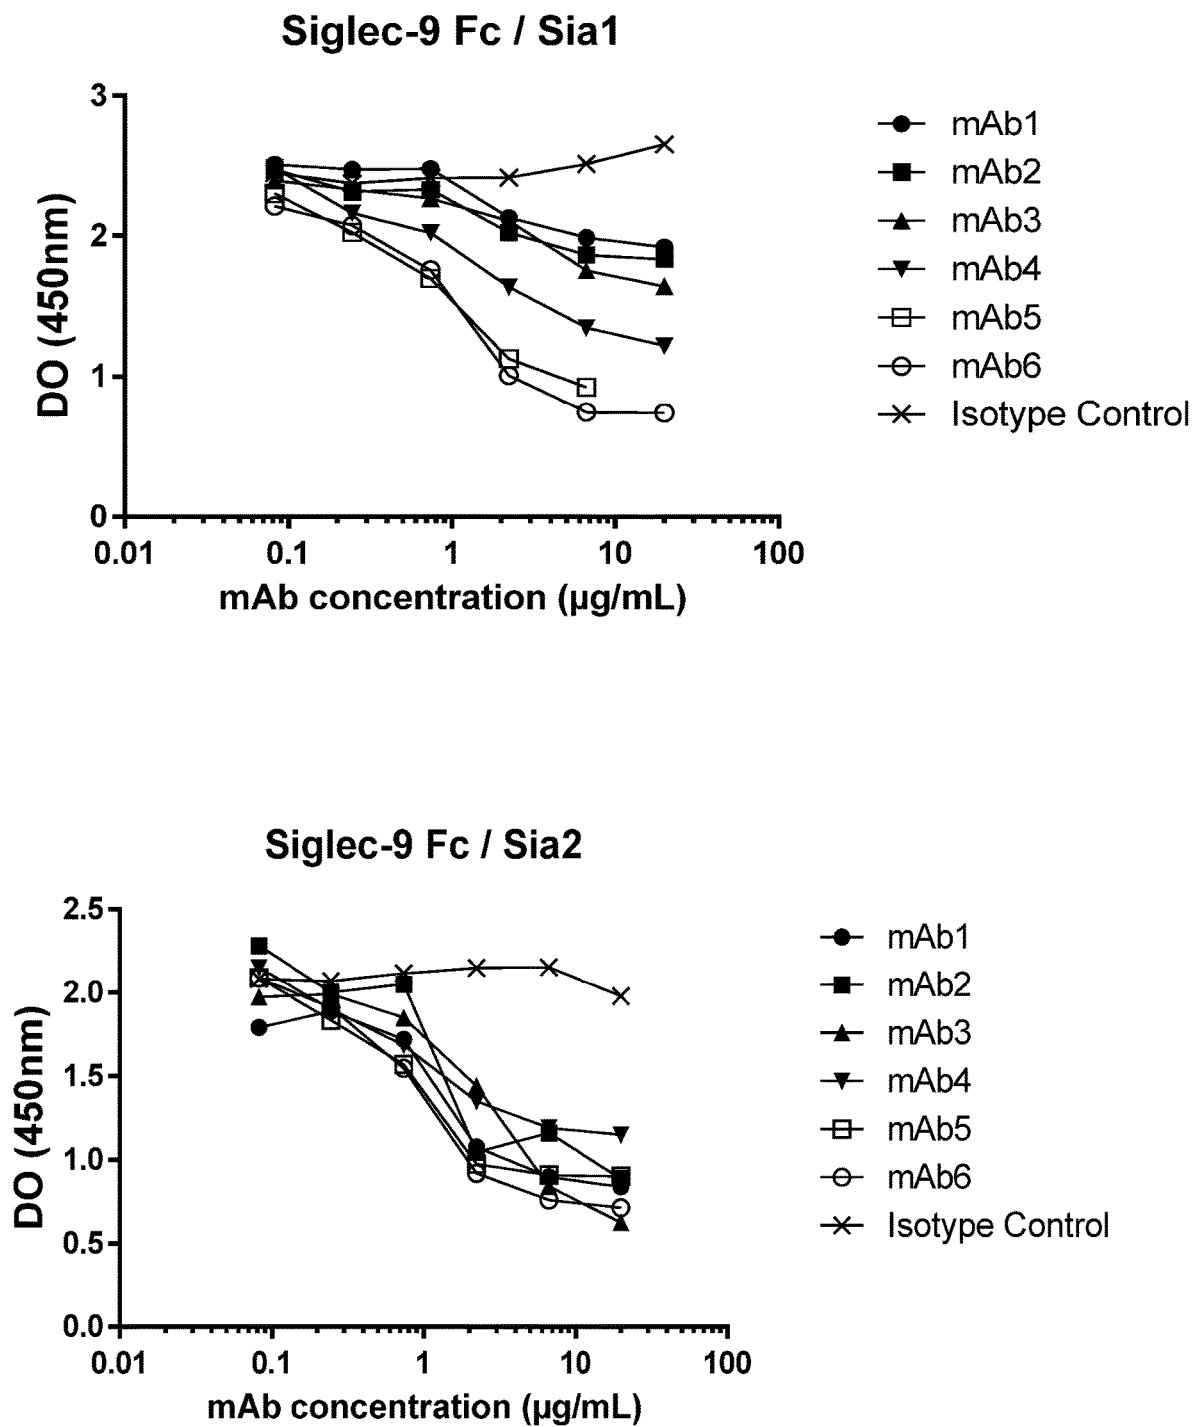 Siglec-9 Fc / Sia1
3
2
1
0
DO (450nm)
0.01 0.1 1 10 100
mAb concentration (µg/mL)
mAb1
mAb2
mAb3
mAb4
mAb5
mAb6
Isotype Control
Siglec-9 Fc / Sia2
2.5
2.0
1.5
1.0
0.5
0.0
DO (450nm)
0.01 0.1 1 10 100
mAb concentration (µg/mL)
mAb1
mAb2
mAb3
mAb4
mAb5
mAb6
Isotype Control